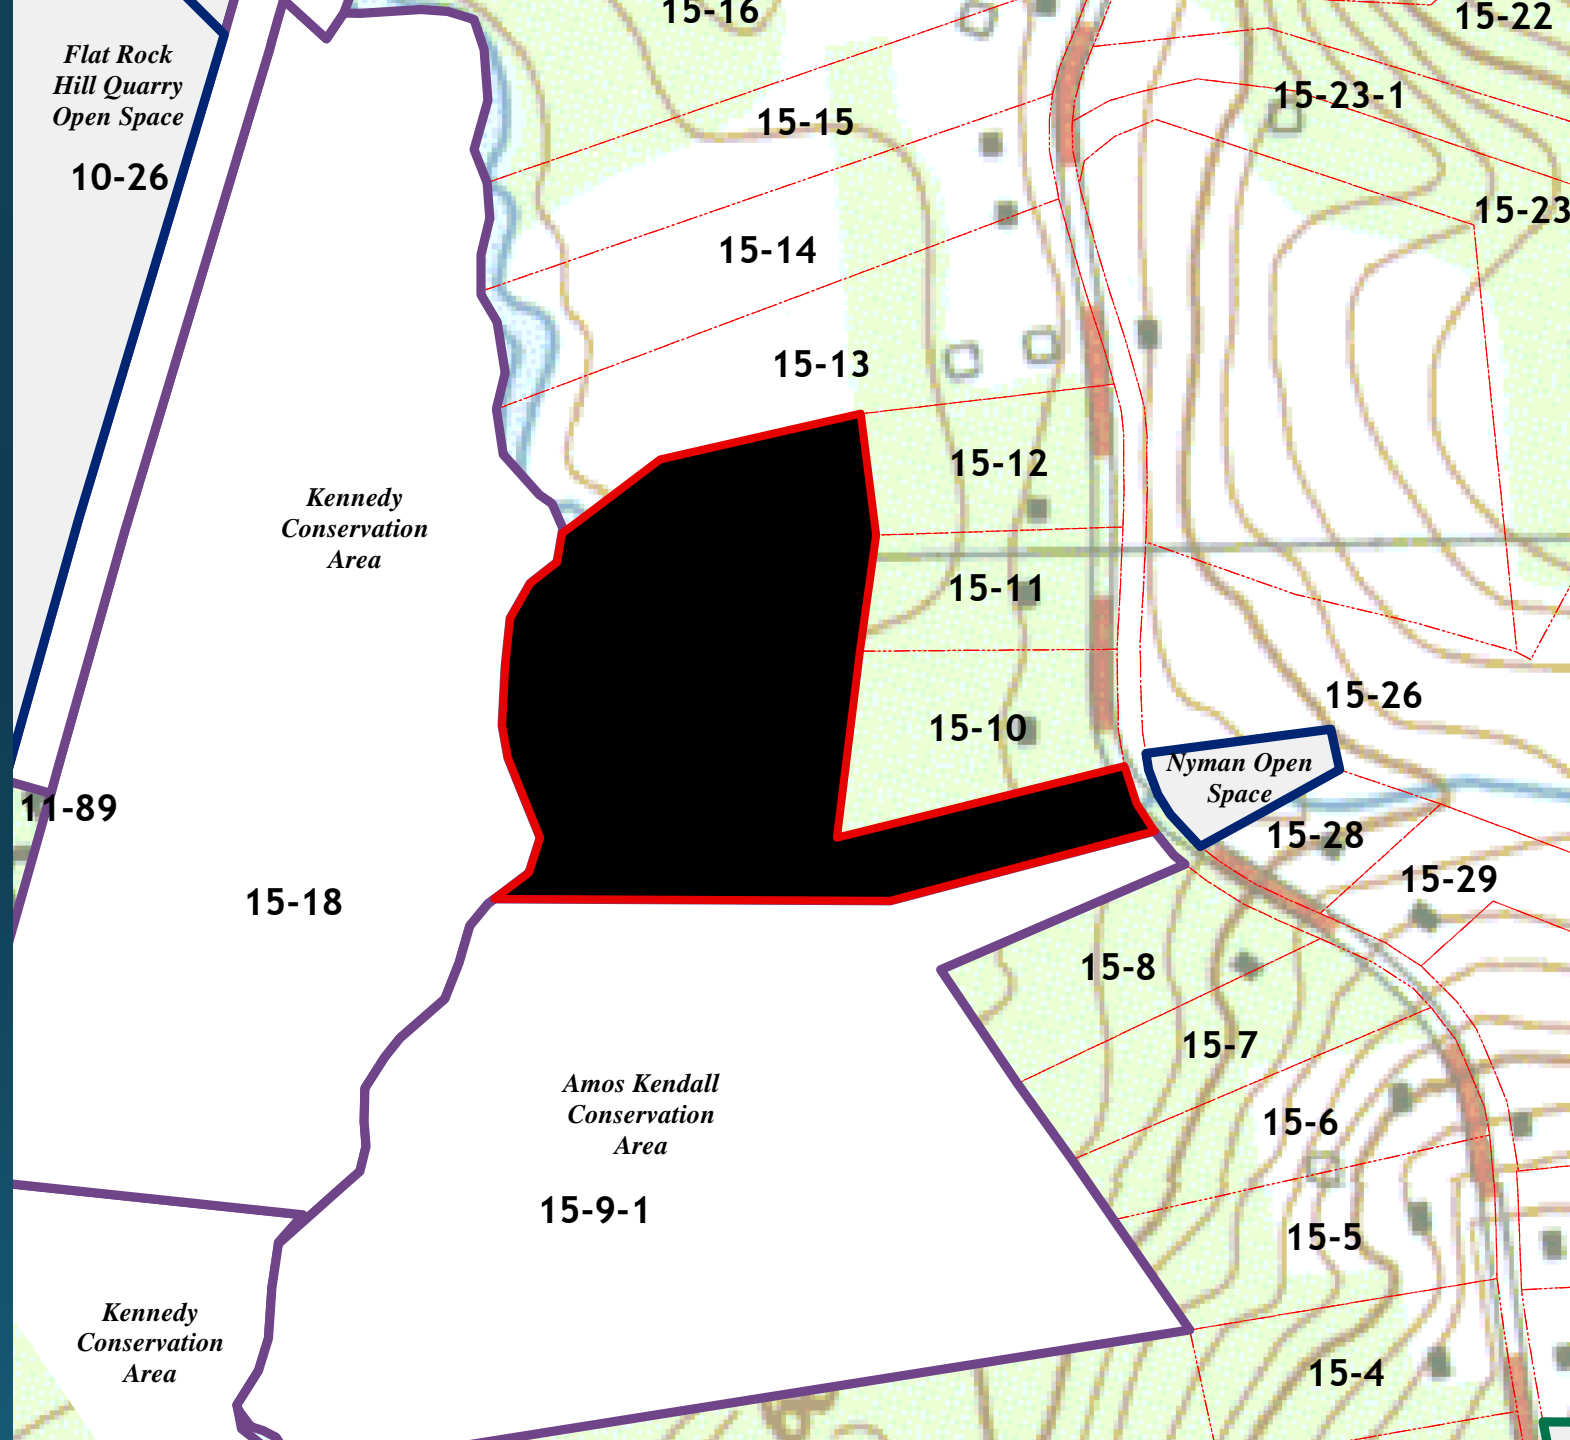 15-16
15-22
Flat Rock
Hill Quarry
Open Space
15-23-1
15-15
10-26
15-23
15-14
15-13
15-12
Kennedy
Conservation
Area
15-11
15-26
15-10
Nyman Open
Space
11-89
15-28
15-29
15-18
15-8
15-7
Amos Kendall
Conservation
Area
15-6
15-9-1
15-5
Kennedy
Conservation
Area
15-4